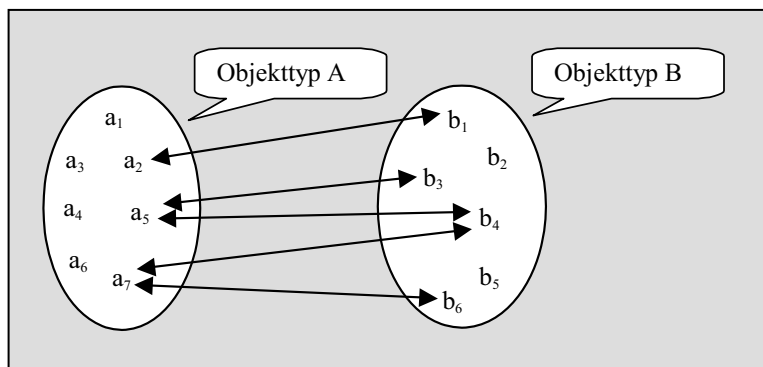 Objekttyp A
Objekttyp B
a₁
a₃ a₂
a₄ a₅
a₆
a₇
b₁
b₂
b₃
b₄
b₅
b₆